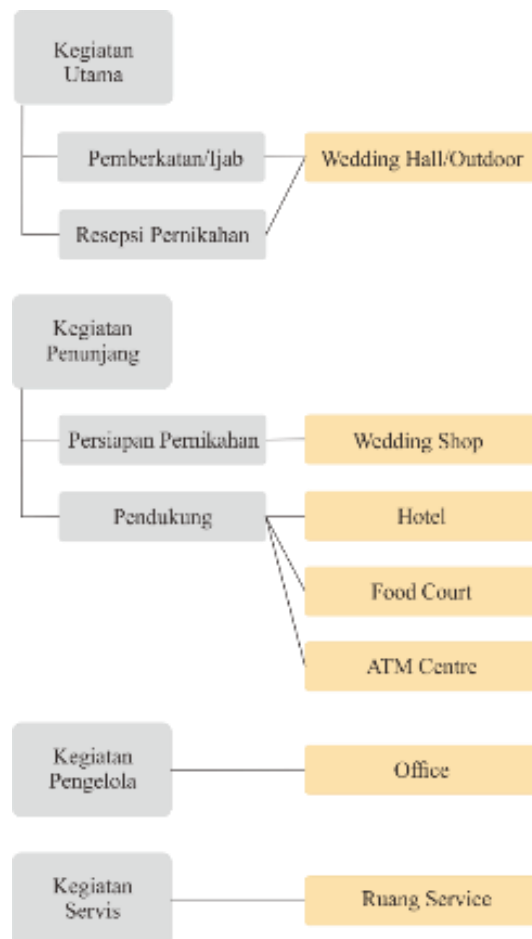 Kegiatan
Utama
Pemberkatan/Ijab
Wedding Hall/Outdoor
Resepsi Pernikahan
Kegiatan
Penunjang
Persiapan Pernikahan
Wedding Shop
Pendukung
Hotel
Food Court
ATM Centre
Kegiatan
Pengelola
Office
Kegiatan
Servis
Ruang Service